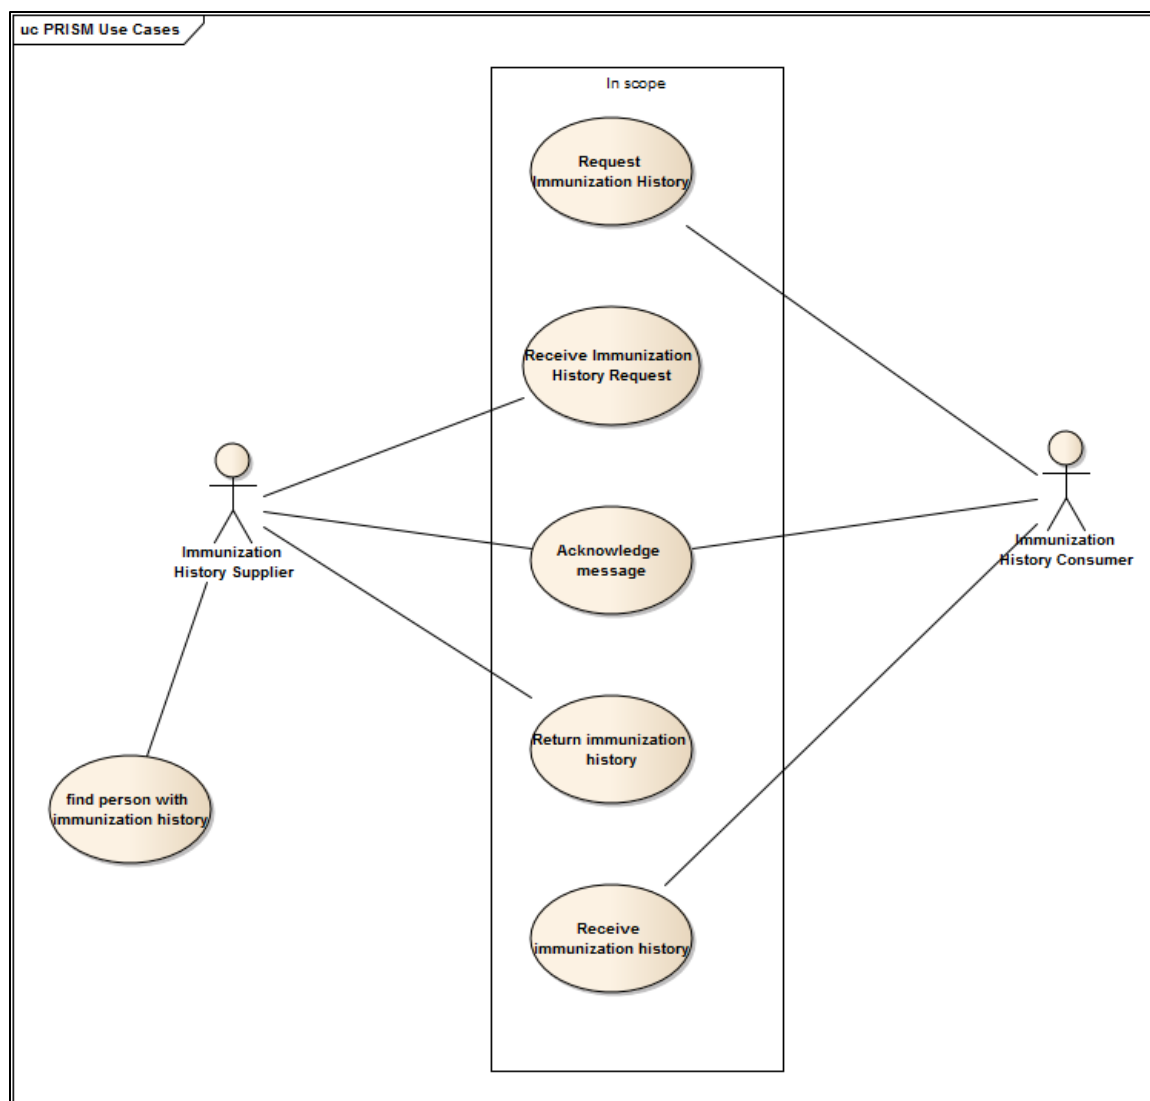 uc PRISM Use Cases
In scope
Request
Immunization History
Receive Immunization
History Request
Immunization
History Supplier
Acknowledge
message
Immunization
History Consumer
Return immunization
history
find person with
immunization history
Receive
immunization history